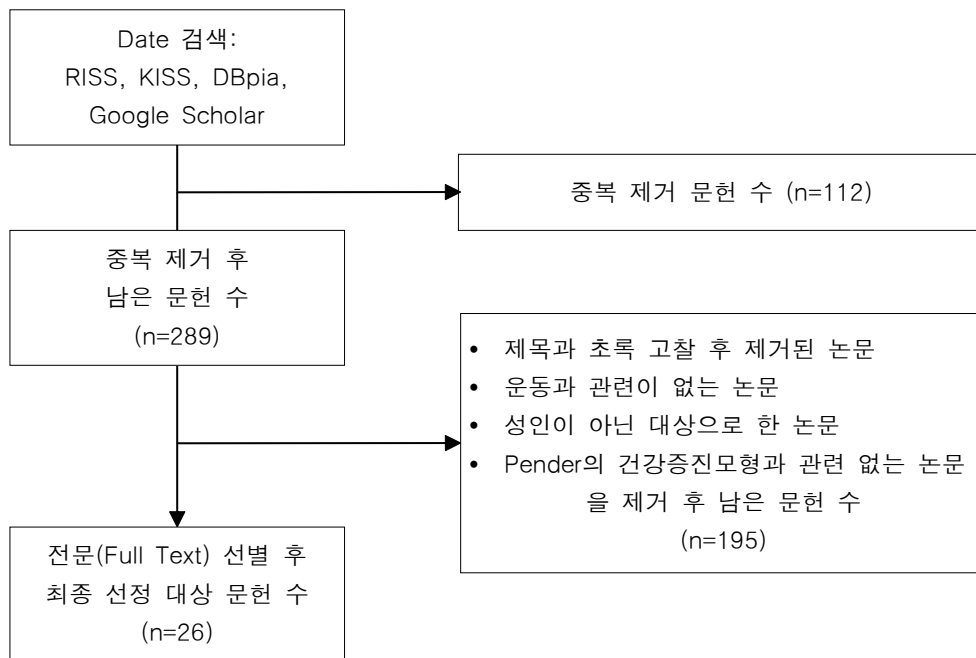 Date 검색:
RISS, KISS, DBpia,
Google Scholar
중복 제거 문헌 수 (n=112)
중복 제거 후
남은 문헌 수
(n=289)
• 제목과 초록 고찰 후 제거된 논문
• 운동과 관련이 없는 논문
• 성인이 아닌 대상으로 한 논문
• Pender의 건강증진모형과 관련 없는 논문
을 제거 후 남은 문헌 수
(n=195)
전문(Full Text) 선별 후
최종 선정 대상 문헌 수
(n=26)